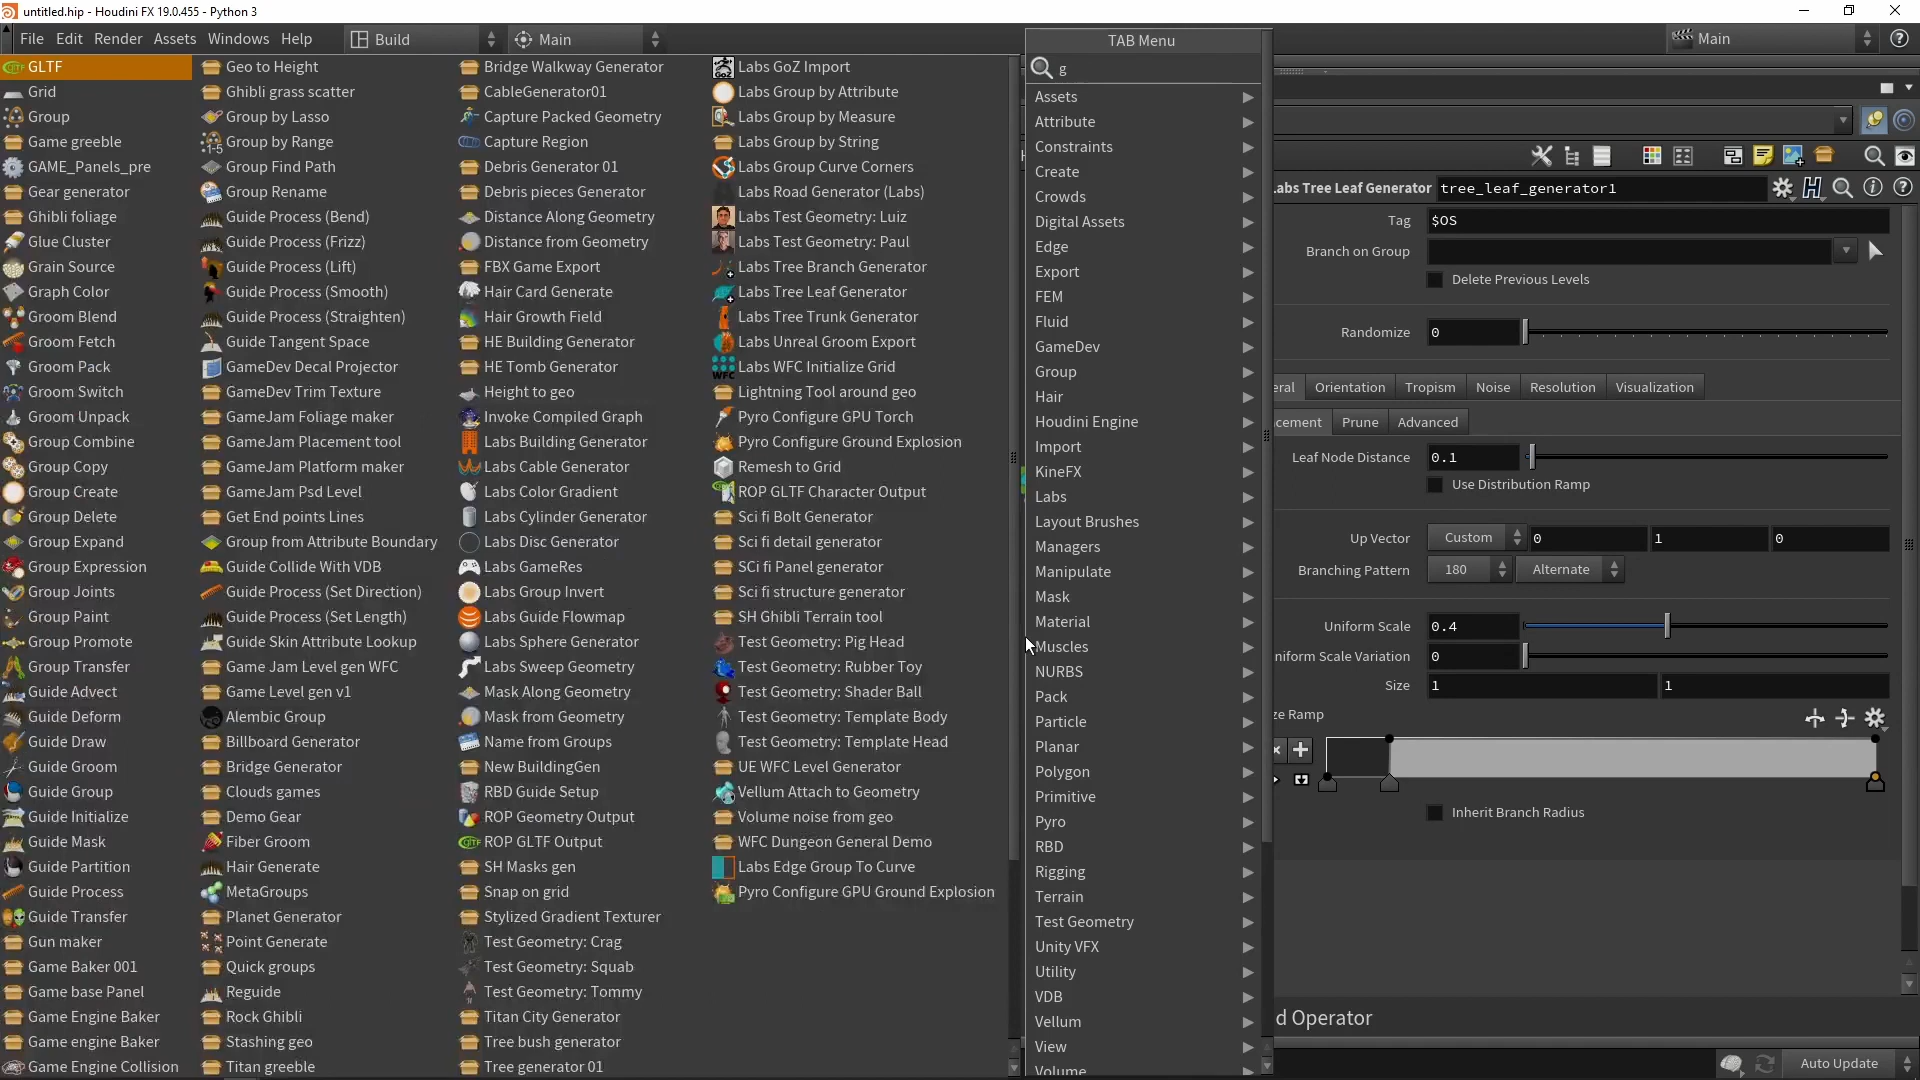 untitled.hip - Houdini FX 19.0.455 - Python 3
File Edit Render Assets Windows Help
Build
Main
Main
GLTF
Grid
Group
Game greeble
GAME_Panels_pre
Gear generator
Ghibli foliage
Glue Cluster
Grain Source
Graph Color
Groom Blend
Groom Fetch
Groom Pack
Groom Switch
Groom Unpack
Group Combine
Group Copy
Group Create
Group Delete
Group Expand
Group Expression
Group Joints
Group Paint
Group Promote
Group Transfer
Guide Advect
Guide Deform
Guide Draw
Guide Groom
Guide Group
Guide Initialize
Guide Mask
Guide Partition
Guide Process
Guide Transfer
Gun maker
Game Baker 001
Game base Panel
Game Engine Baker
Game engine Baker
Game Engine Collision
Geo to Height
Ghibli grass scatter
Group by Lasso
Group by Range
Group Find Path
Group Rename
Guide Process (Bend)
Guide Process (Frizz)
Guide Process (Lift)
Guide Process (Smooth)
Guide Process (Straighten)
Guide Tangent Space
GameDev Decal Projector
GameDev Trim Texture
GameJam Foliage maker
GameJam Placement tool
GameJam Platform maker
GameJam Psd Level
Get End points Lines
Group from Attribute Boundary
Guide Collide With VDB
Guide Process (Set Direction)
Guide Process (Set Length)
Guide Skin Attribute Lookup
Game Jam Level gen WFC
Game Level gen v1
Alembic Group
Billboard Generator
Bridge Generator
Clouds games
Demo Gear
Fiber Groom
Hair Generate
MetaGroups
Planet Generator
Point Generate
Quick groups
Reguide
Rock Ghibli
Stashing geo
Titan greeble
Bridge Walkway Generator
CableGenerator01
Capture Packed Geometry
Capture Region
Debris Generator 01
Debris pieces Generator
Distance Along Geometry
Distance from Geometry
FBX Game Export
Hair Card Generate
Hair Growth Field
HE Building Generator
HE Tomb Generator
Height to geo
Invoke Compiled Graph
Labs Building Generator
Labs Cable Generator
Labs Color Gradient
Labs Cylinder Generator
Labs Disc Generator
Labs GameRes
Labs Group Invert
Labs Guide Flowmap
Labs Sphere Generator
Labs Sweep Geometry
Mask Along Geometry
Mask from Geometry
Name from Groups
New BuildingGen
RBD Guide Setup
ROP Geometry Output
ROP GLTF Output
SH Masks gen
Snap on grid
Stylized Gradient Texturer
Test Geometry: Crag
Test Geometry: Squab
Test Geometry: Tommy
Titan City Generator
Tree bush generator
Tree generator 01
Labs GoZ Import
Labs Group by Attribute
Labs Group by Measure
Labs Group by String
Labs Group Curve Corners
Labs Road Generator (Labs)
Labs Test Geometry: Luiz
Labs Test Geometry: Paul
Labs Tree Branch Generator
Labs Tree Leaf Generator
Labs Tree Trunk Generator
Labs Unreal Groom Export
Labs WFC Initialize Grid
Lightning Tool around geo
Pyro Configure GPU Torch
Pyro Configure Ground Explosion
Remesh to Grid
ROP GLTF Character Output
Sci fi Bolt Generator
Sci fi detail generator
SCi fi Panel generator
Sci fi structure generator
SH Ghibli Terrain tool
Test Geometry: Pig Head
Test Geometry: Rubber Toy
Test Geometry: Shader Ball
Test Geometry: Template Body
Test Geometry: Template Head
UE WFC Level Generator
Vellum Attach to Geometry
Volume noise from geo
WFC Dungeon General Demo
Labs Edge Group To Curve
Pyro Configure GPU Ground Explosion
TAB Menu
g
Assets
Attribute
Constraints
Create
Crowds
Digital Assets
Edge
Export
FEM
Fluid
GameDev
Group
Hair
Houdini Engine
Import
KineFX
Labs
Layout Brushes
Managers
Manipulate
Mask
Material
Muscles
NURBS
Pack
Particle
Planar
Polygon
Primitive
Pyro
RBD
Rigging
Terrain
Test Geometry
Unity VFX
Utility
VDB
Vellum
View
Volume
Labs Tree Leaf Generator tree_leaf_generator1
Tag $OS
Branch on Group
Delete Previous Levels
Randomize 0
eral Orientation Tropism Noise Resolution Visualization
cement Prune Advanced
Leaf Node Distance 0.1
Use Distribution Ramp
Up Vector Custom 0 1 0
Branching Pattern 180 Alternate
Uniform Scale 0.4
niform Scale Variation 0
Size 1 1
ze Ramp
Inherit Branch Radius
d Operator
Auto Update